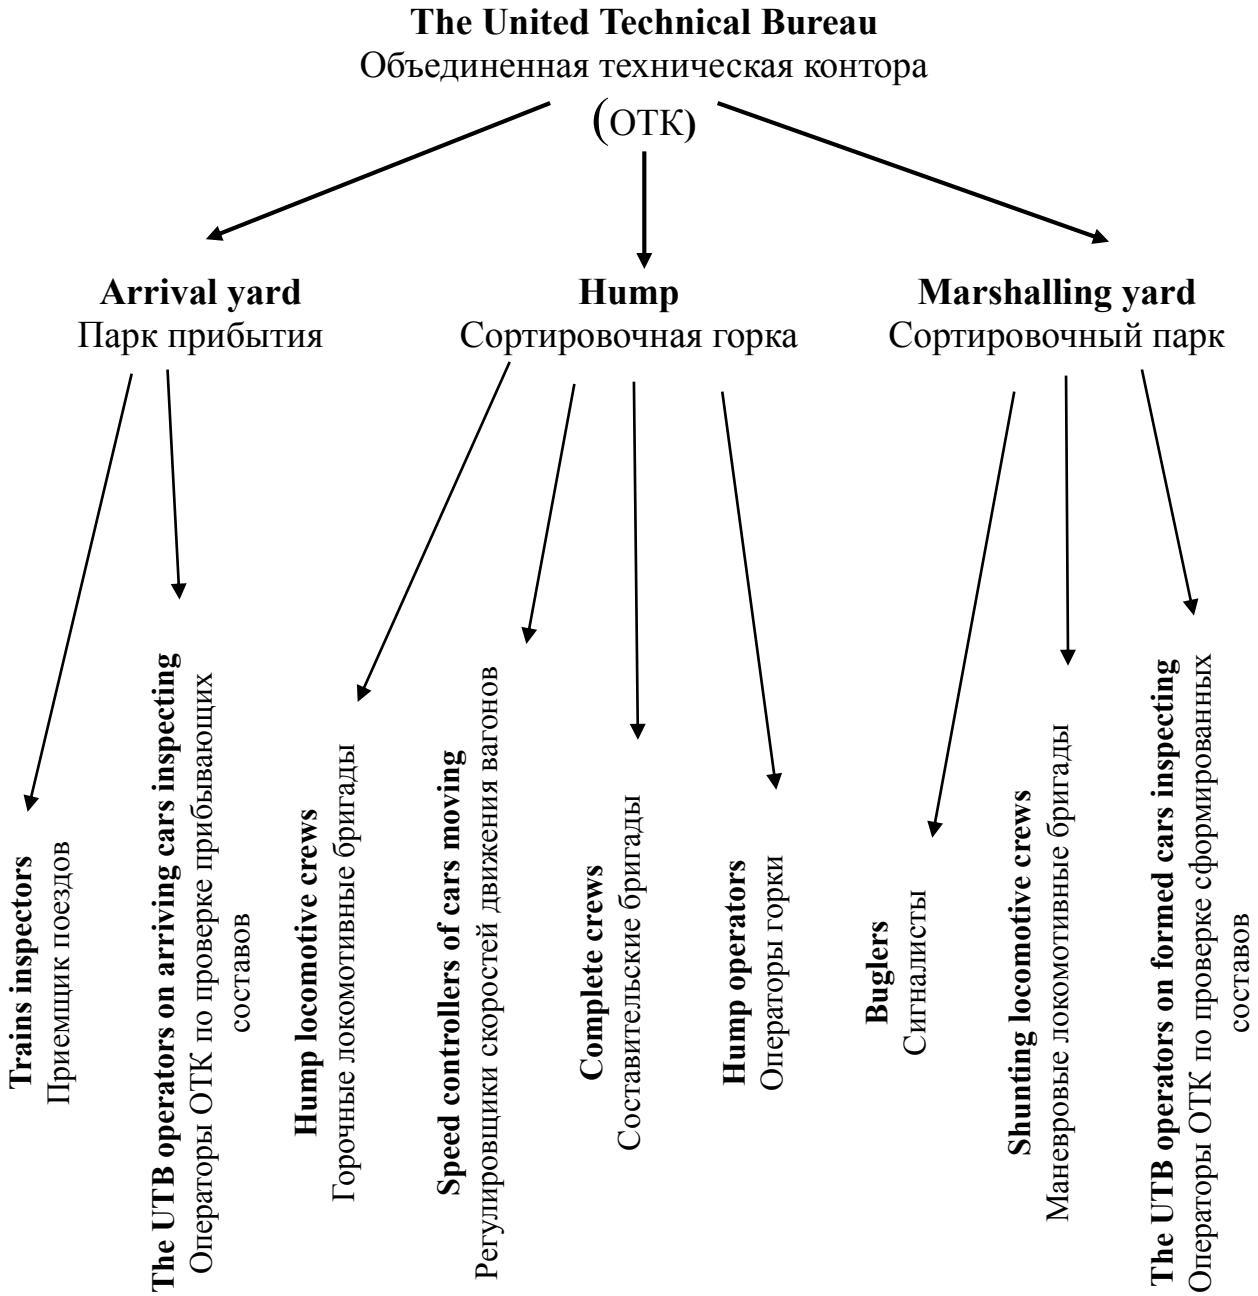 The United Technical Bureau
Объединенная техническая контора
(ОТК)
Arrival yard
Парк прибытия
Hump
Сортировочная горка
Marshalling yard
Сортировочный парк
Trains inspectors
Приемщик поездов
The UTB operators on arriving cars inspecting
Операторы ОТК по проверке прибывающих
составов
Hump locomotive crews
Горочные локомотивные бригады
Speed controllers of cars moving
Регулировщики скоростей движения вагонов
Complete crews
Составительские бригады
Hump operators
Операторы горки
Buglers
Сигналисты
Shunting locomotive crews
Маневровые локомотивные бригады
The UTB operators on formed cars inspecting
Операторы ОТК по проверке сформированных
составов